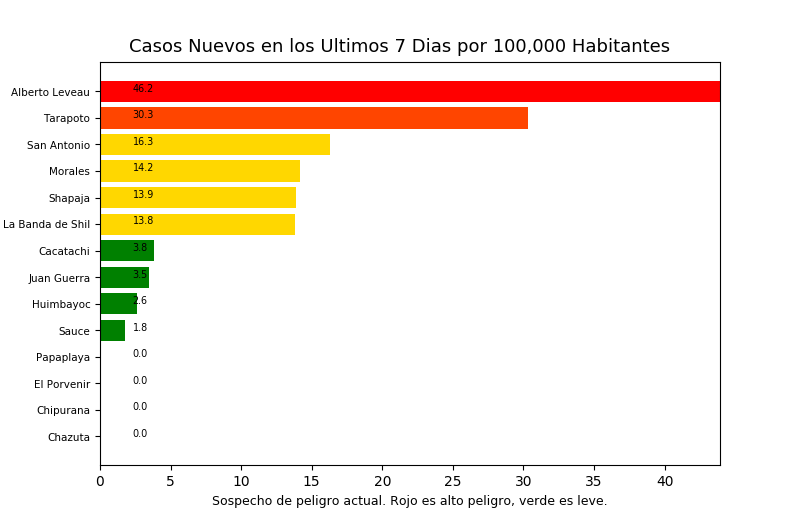 Casos Nuevos en los Ultimos 7 Dias por 100,000 Habitantes
Alberto Leveau 46.2
Tarapoto 30.3
San Antonio 16.3
Morales 14.2
Shapaja 13.9
La Banda de Shil 13.8
Cacatachi 3.8
Juan Guerra 3.5
Huimbayoc 2.6
Sauce 1.8
Papaplaya 0.0
El Porvenir 0.0
Chipurana 0.0
Chazuta 0.0
0 5 10 15 20 25 30 35 40
Sospecho de peligro actual. Rojo es alto peligro, verde es leve.